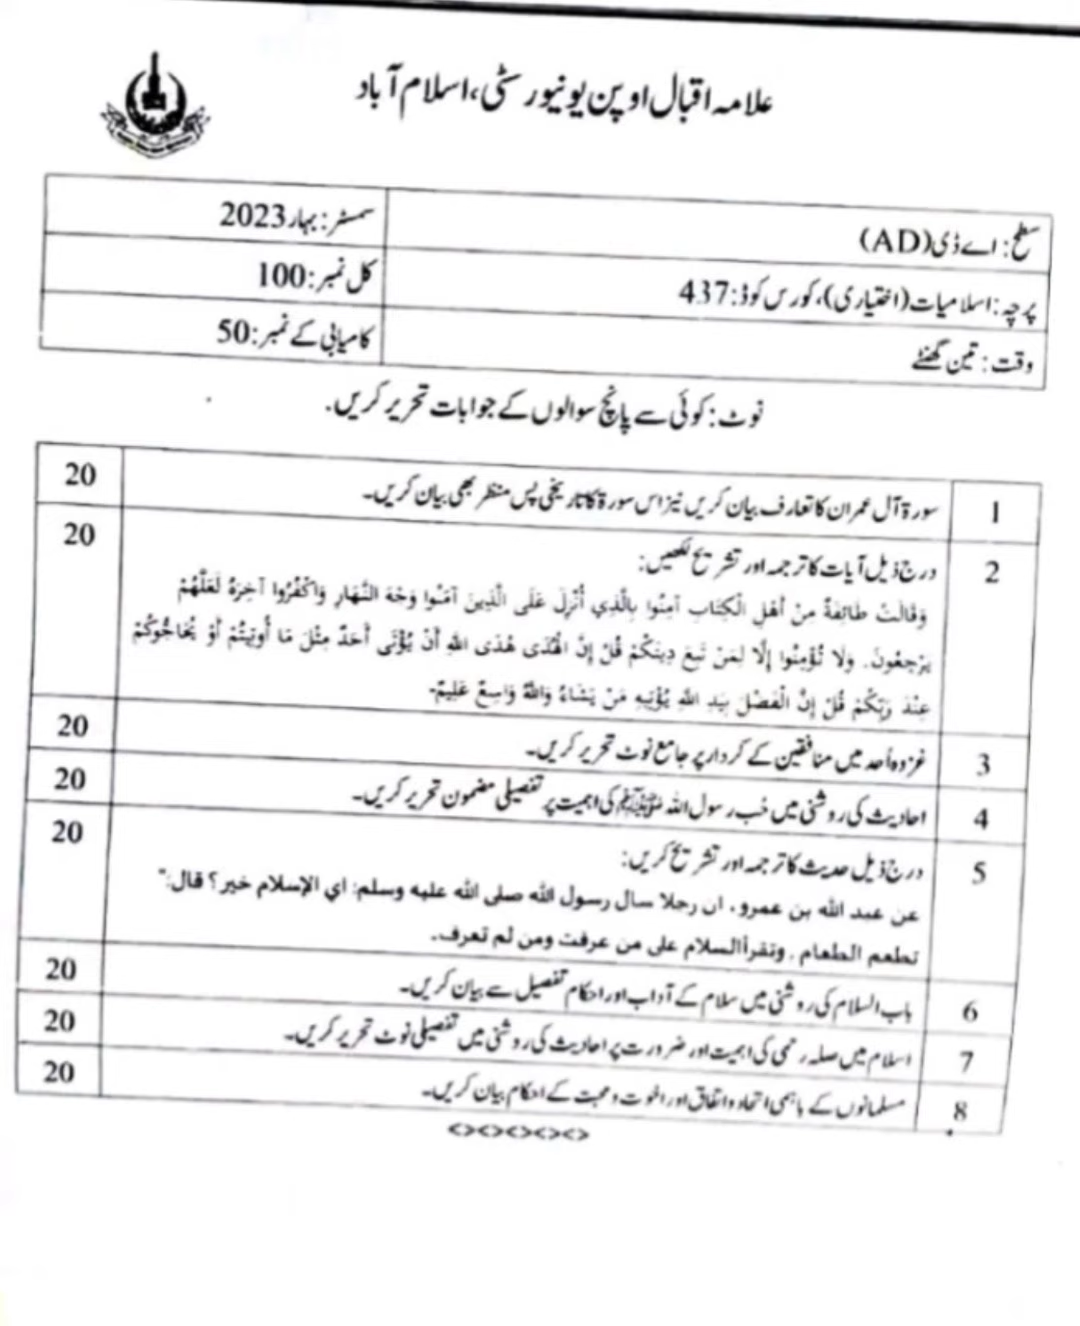 علامہ اقبال اوپن یونیورسٹی، اسلام آباد
سطح: اے ڈی (AD)
سمسٹر: بہار 2023
پرچہ: اسلامیات (اختیاری)، کورس کوڈ: 437
کل نمبر: 100
وقت: تین گھنٹے
کامیابی کے نمبر: 50
نوٹ: کوئی سے پانچ سوالوں کے جوابات تحریر کریں۔
1 سورۃ آل عمران کا تعارف بیان کریں نیز اس سورۃ کا تاریخی پس منظر بھی بیان کریں۔ 20
2 درج ذیل آیات کا ترجمہ اور تشریح لکھیں: 20
وَقَالَتْ طَائِفَةٌ مِنْ أَهْلِ الْكِتَابِ آمِنُوا بِالَّذِي أُنْزِلَ عَلَى الَّذِينَ آمَنُوا وَجْهَ النَّهَارِ وَاكْفُرُوا آخِرَهُ لَعَلَّهُمْ
يَرْجِعُونَ. وَلَا تُؤْمِنُوا إِلَّا لِمَنْ تَبِعَ دِينَكُمْ قُلْ إِنَّ الْهُدَى هُدَى اللهِ أَنْ يُؤْتَى أَحَدٌ مِثْلَ مَا أُوتِيتُمْ أَوْ يُحَاجُّوكُمْ
عِنْدَ رَبِّكُمْ قُلْ إِنَّ الْفَضْلَ بِيَدِ اللهِ يُؤْتِيهِ مَنْ يَشَاءُ وَاللهُ وَاسِعٌ عَلِيمٌ۔
3 غزوہ احد میں منافقین کے کردار پر جامع نوٹ تحریر کریں۔ 20
4 احادیث کی روشنی میں حُب رسول اللہ ﷺ کی اہمیت پر تفصیلی مضمون تحریر کریں۔ 20
5 درج ذیل حدیث کا ترجمہ اور تشریح کریں: 20
عن عبد الله بن عمرو، ان رجلا سال رسول الله صلى الله عليه وسلم: اي الإسلام خير؟ قال:"
تطعم الطعام، وتقرأ السلام على من عرفت ومن لم تعرف۔
6 باب السلام کی روشنی میں سلام کے آداب اور احکام تفصیل سے بیان کریں۔ 20
7 اسلام میں صلہ رحمی کی اہمیت اور ضرورت پر احادیث کی روشنی میں تفصیلی نوٹ تحریر کریں۔ 20
8 مسلمانوں کے باہمی اتحاد و اتفاق اور اخوت و محبت کے احکام بیان کریں۔ 20